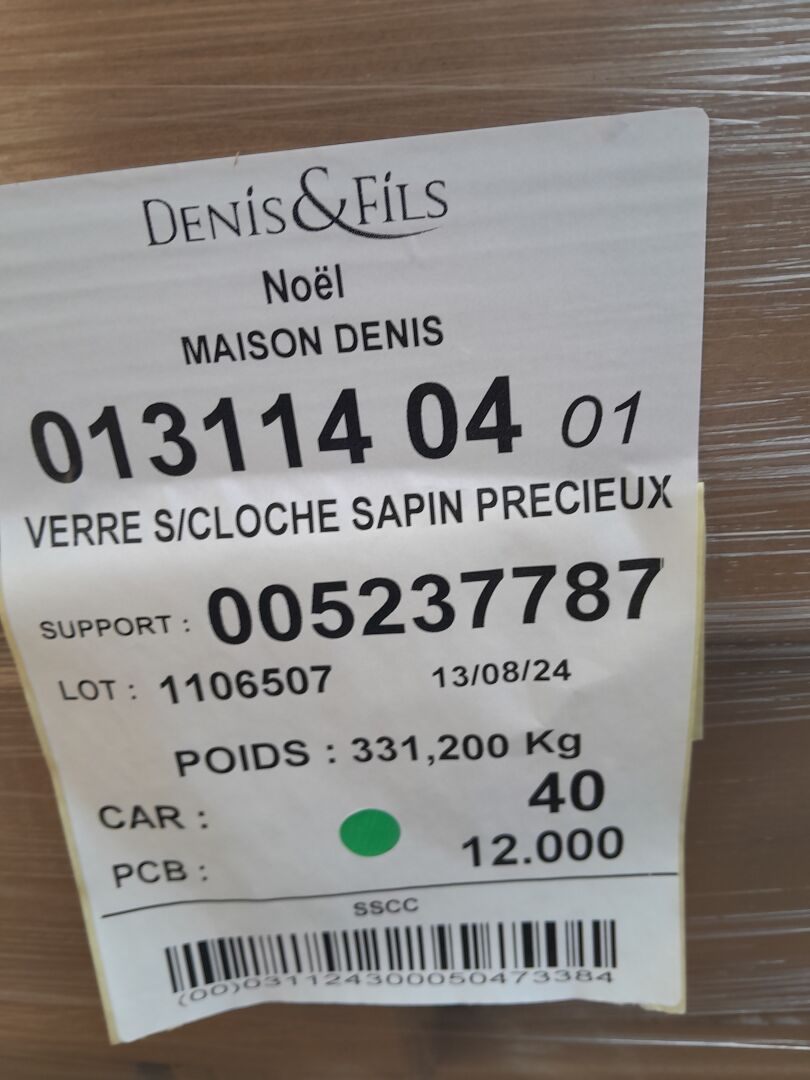 DENIS & FILS
Noël
MAISON DENIS
013114 04 01
VERRE S/CLOCHE SAPIN PRECIEUX
SUPPORT : 005237787
LOT : 1106507 13/08/24
POIDS : 331,200 Kg
CAR : 40
PCB : 12.000
SSCC
(00)031124300050473384